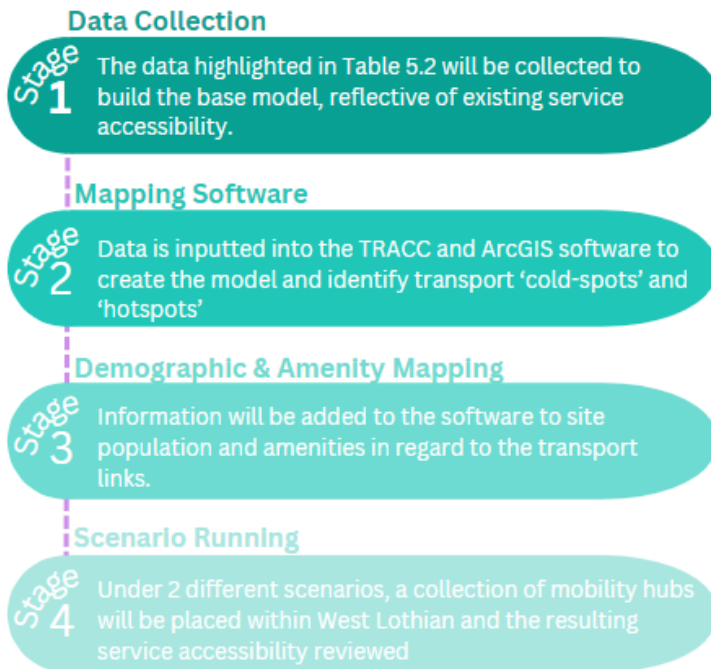 Data Collection
Stage 1
The data highlighted in Table 5.2 will be collected to
build the base model, reflective of existing service
accessibility.
Mapping Software
Stage 2
Data is inputted into the TRACC and ArcGIS software to
create the model and identify transport ‘cold-spots’ and
‘hotspots’
Demographic & Amenity Mapping
Stage 3
Information will be added to the software to site
population and amenities in regard to the transport
links.
Scenario Running
Stage 4
Under 2 different scenarios, a collection of mobility hubs
will be placed within West Lothian and the resulting
service accessibility reviewed